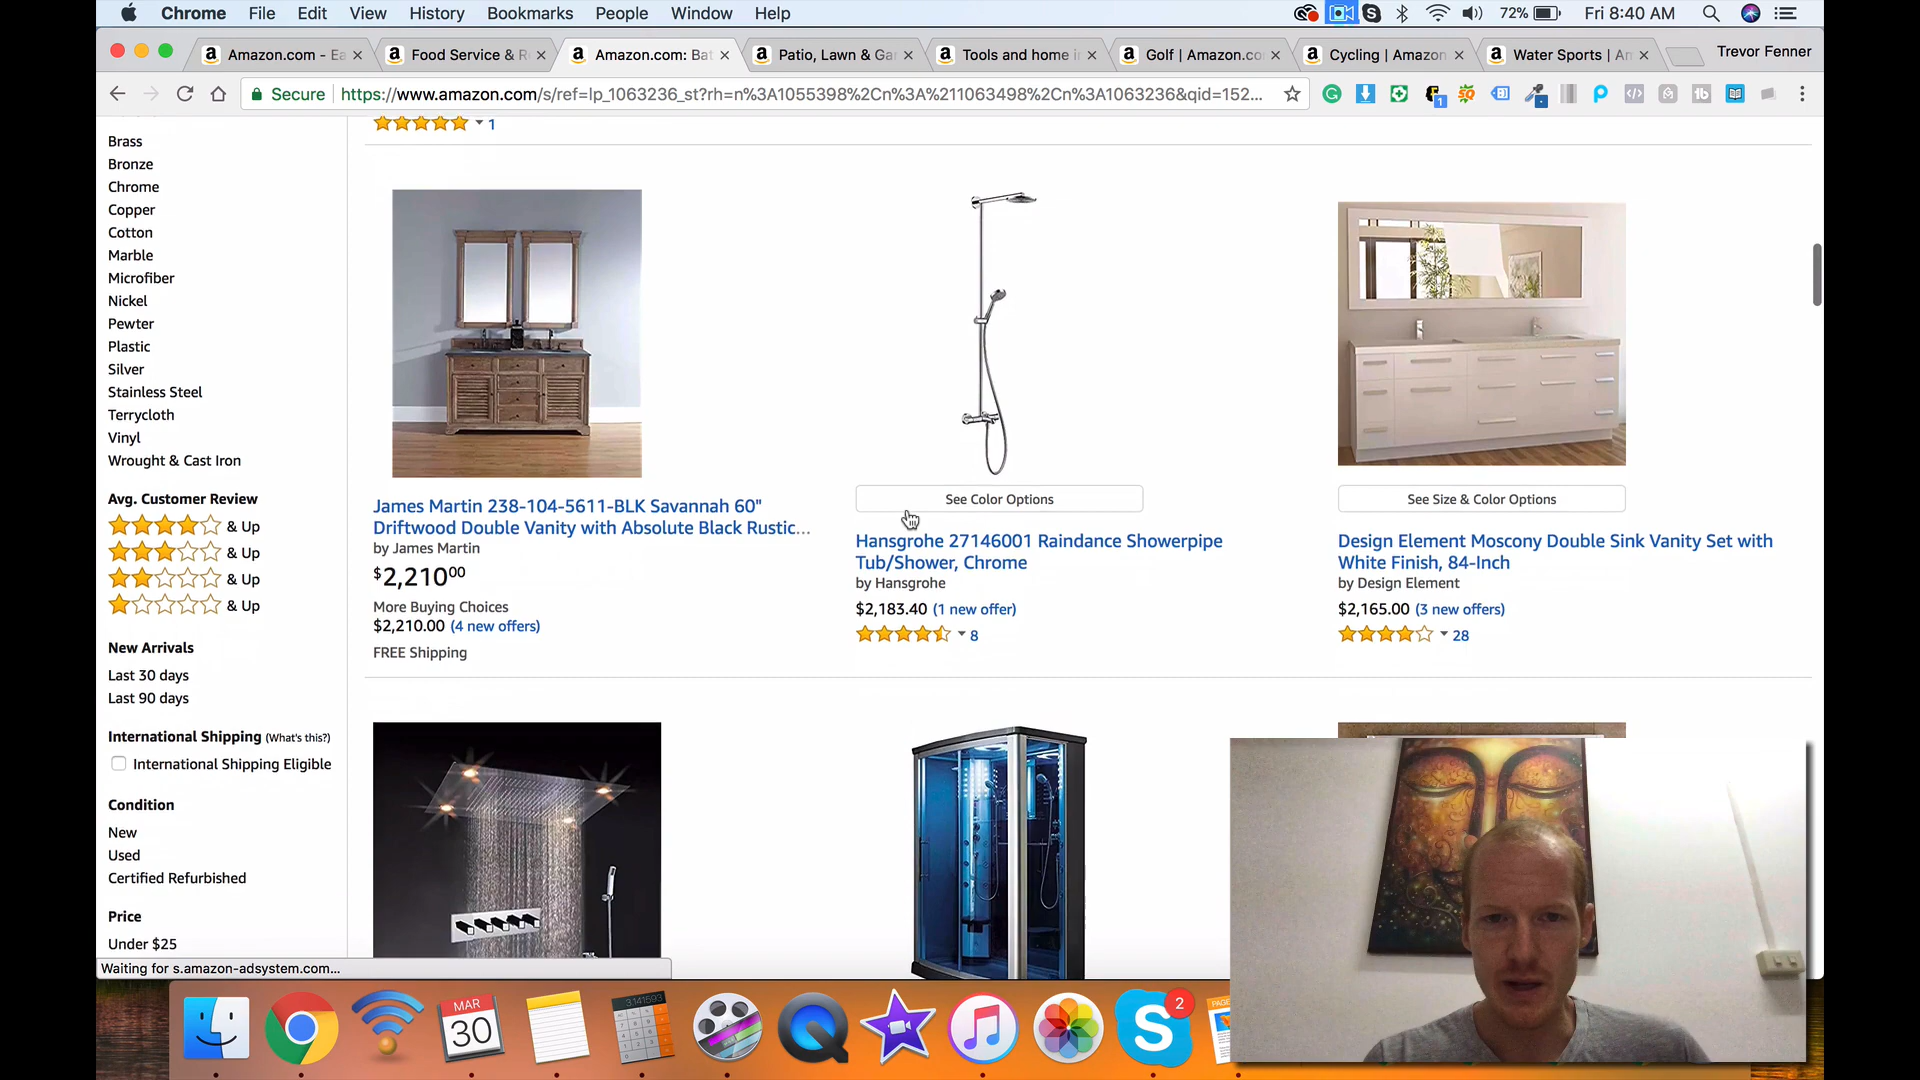 Chrome File Edit View History Bookmarks People Window Help 72% Fri 8:40 AM
Amazon.com - Ea Food Service & R Amazon.com: Bat Patio, Lawn & Ga Tools and home i Golf | Amazon.co Cycling | Amazon Water Sports | Am Trevor Fenner
Secure https://www.amazon.com/s/ref=lp_1063236_st?rh=n%3A1055398%2Cn%3A%211063498%2Cn%3A1063236&qid=152...
Brass
Bronze
Chrome
Copper
Cotton
Marble
Microfiber
Nickel
Pewter
Plastic
Silver
Stainless Steel
Terrycloth
Vinyl
Wrought & Cast Iron
Avg. Customer Review
& Up
& Up
& Up
& Up
New Arrivals
Last 30 days
Last 90 days
International Shipping (What's this?)
International Shipping Eligible
Condition
New
Used
Certified Refurbished
Price
Under $25
Waiting for s.amazon-adsystem.com...
1
James Martin 238-104-5611-BLK Savannah 60"
Driftwood Double Vanity with Absolute Black Rustic...
by James Martin
$2,210.00
More Buying Choices
$2,210.00 (4 new offers)
FREE Shipping
See Color Options
Hansgrohe 27146001 Raindance Showerpipe
Tub/Shower, Chrome
by Hansgrohe
$2,183.40 (1 new offer)
8
See Size & Color Options
Design Element Moscony Double Sink Vanity Set with
White Finish, 84-Inch
by Design Element
$2,165.00 (3 new offers)
28
MAR
30
3.141593
2
PAGE